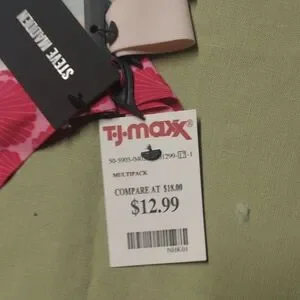 STEVE MADDEN
T·J·maxx®
MULTIPACK
COMPARE AT $18.00
$12.99